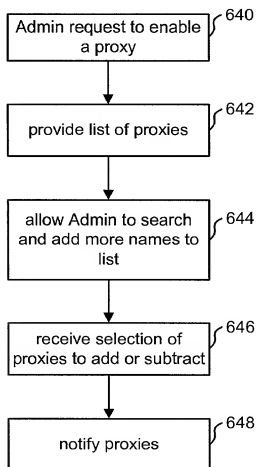 640
Admin request to enable
a proxy
642
provide list of proxies
644
allow Admin to search
and add more names to
list
646
receive selection of
proxies to add or subtract
648
notify proxies